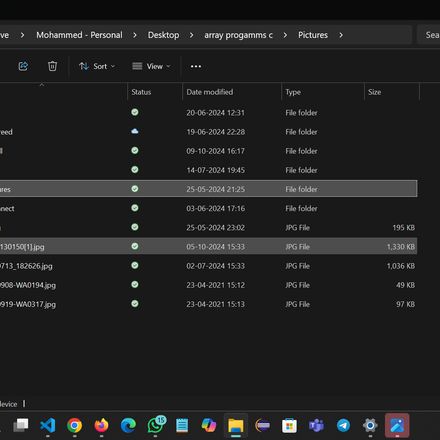 ve > Mohammed - Personal > Desktop > array progamms c > Pictures > Sea
Sort View ...
Status Date modified Type Size
20-06-2024 12:31 File folder
reed 19-06-2024 22:28 File folder
ll 09-10-2024 16:17 File folder
14-07-2024 19:45 File folder
ures 25-05-2024 21:25 File folder
nnect 03-06-2024 17:16 File folder
25-05-2024 23:02 JPG File 195 KB
130150[1].jpg 05-10-2024 15:33 JPG File 1,330 KB
0713_182626.jpg 02-07-2024 15:33 JPG File 1,036 KB
0908-WA0194.jpg 23-04-2021 15:12 JPG File 49 KB
0919-WA0317.jpg 23-04-2021 15:13 JPG File 97 KB
device
15